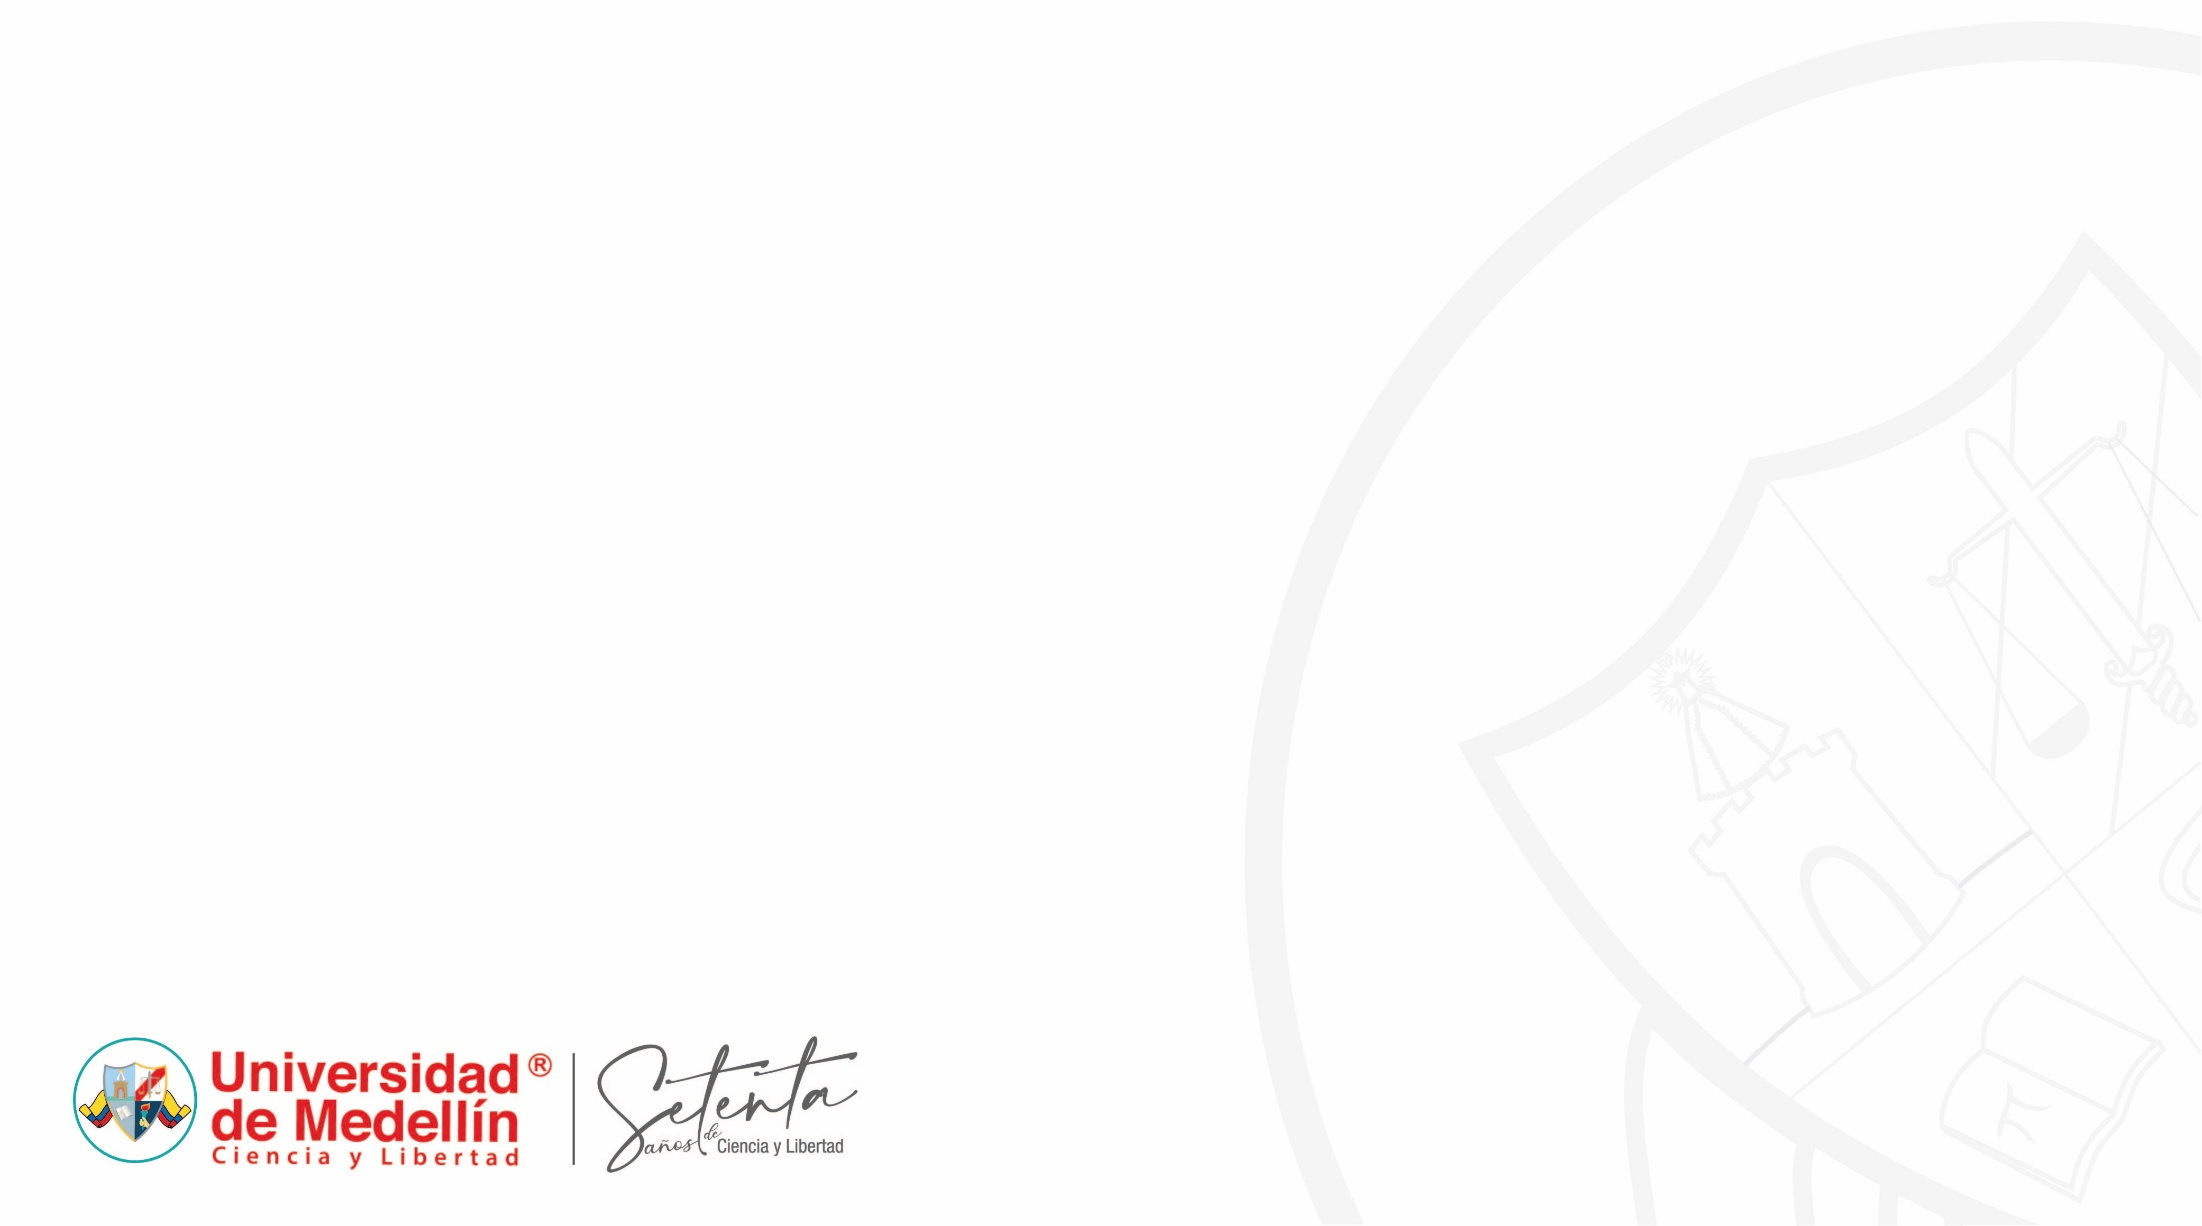 Universidad ®
de Medellín
Ciencia y Libertad
Setenta
años de Ciencia y Libertad